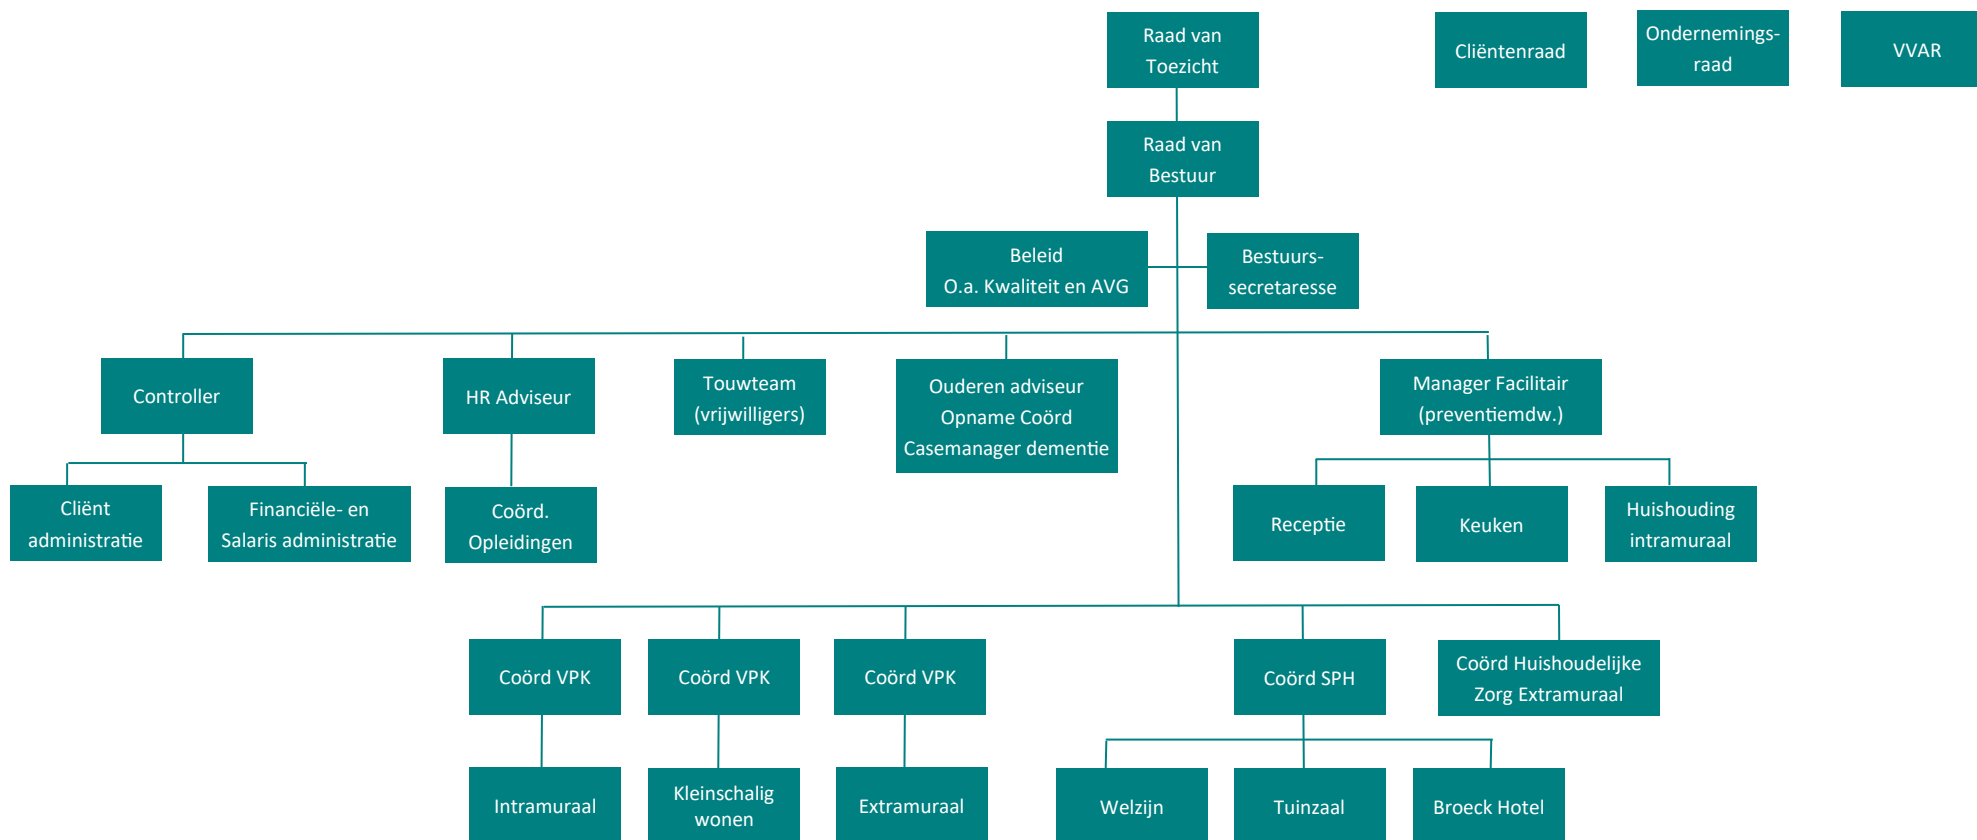 Raad van
Toezicht
Cliëntenraad
Ondernemings-
raad
VVAR
Raad van
Bestuur
Beleid
O.a. Kwaliteit en AVG
Bestuurs-
secretaresse
Controller
HR Adviseur
Touwteam
(vrijwilligers)
Ouderen adviseur
Opname Coörd
Casemanager dementie
Manager Facilitair
(preventiemdw.)
Cliënt
administratie
Financiële- en
Salaris administratie
Coörd.
Opleidingen
Receptie
Keuken
Huishouding
intramuraal
Coörd VPK
Coörd VPK
Coörd VPK
Coörd SPH
Coörd Huishoudelijke
Zorg Extramuraal
Intramuraal
Kleinschalig
wonen
Extramuraal
Welzijn
Tuinzaal
Broeck Hotel